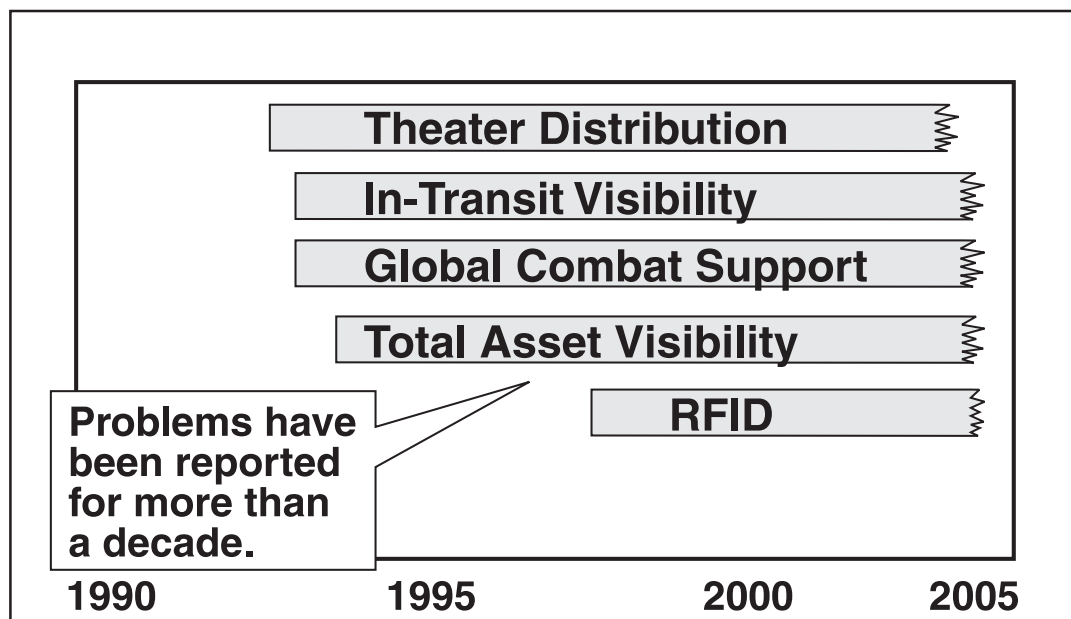 Theater Distribution
In-Transit Visibility
Global Combat Support
Total Asset Visibility
RFID
Problems have
been reported
for more than
a decade.
1990 1995 2000 2005